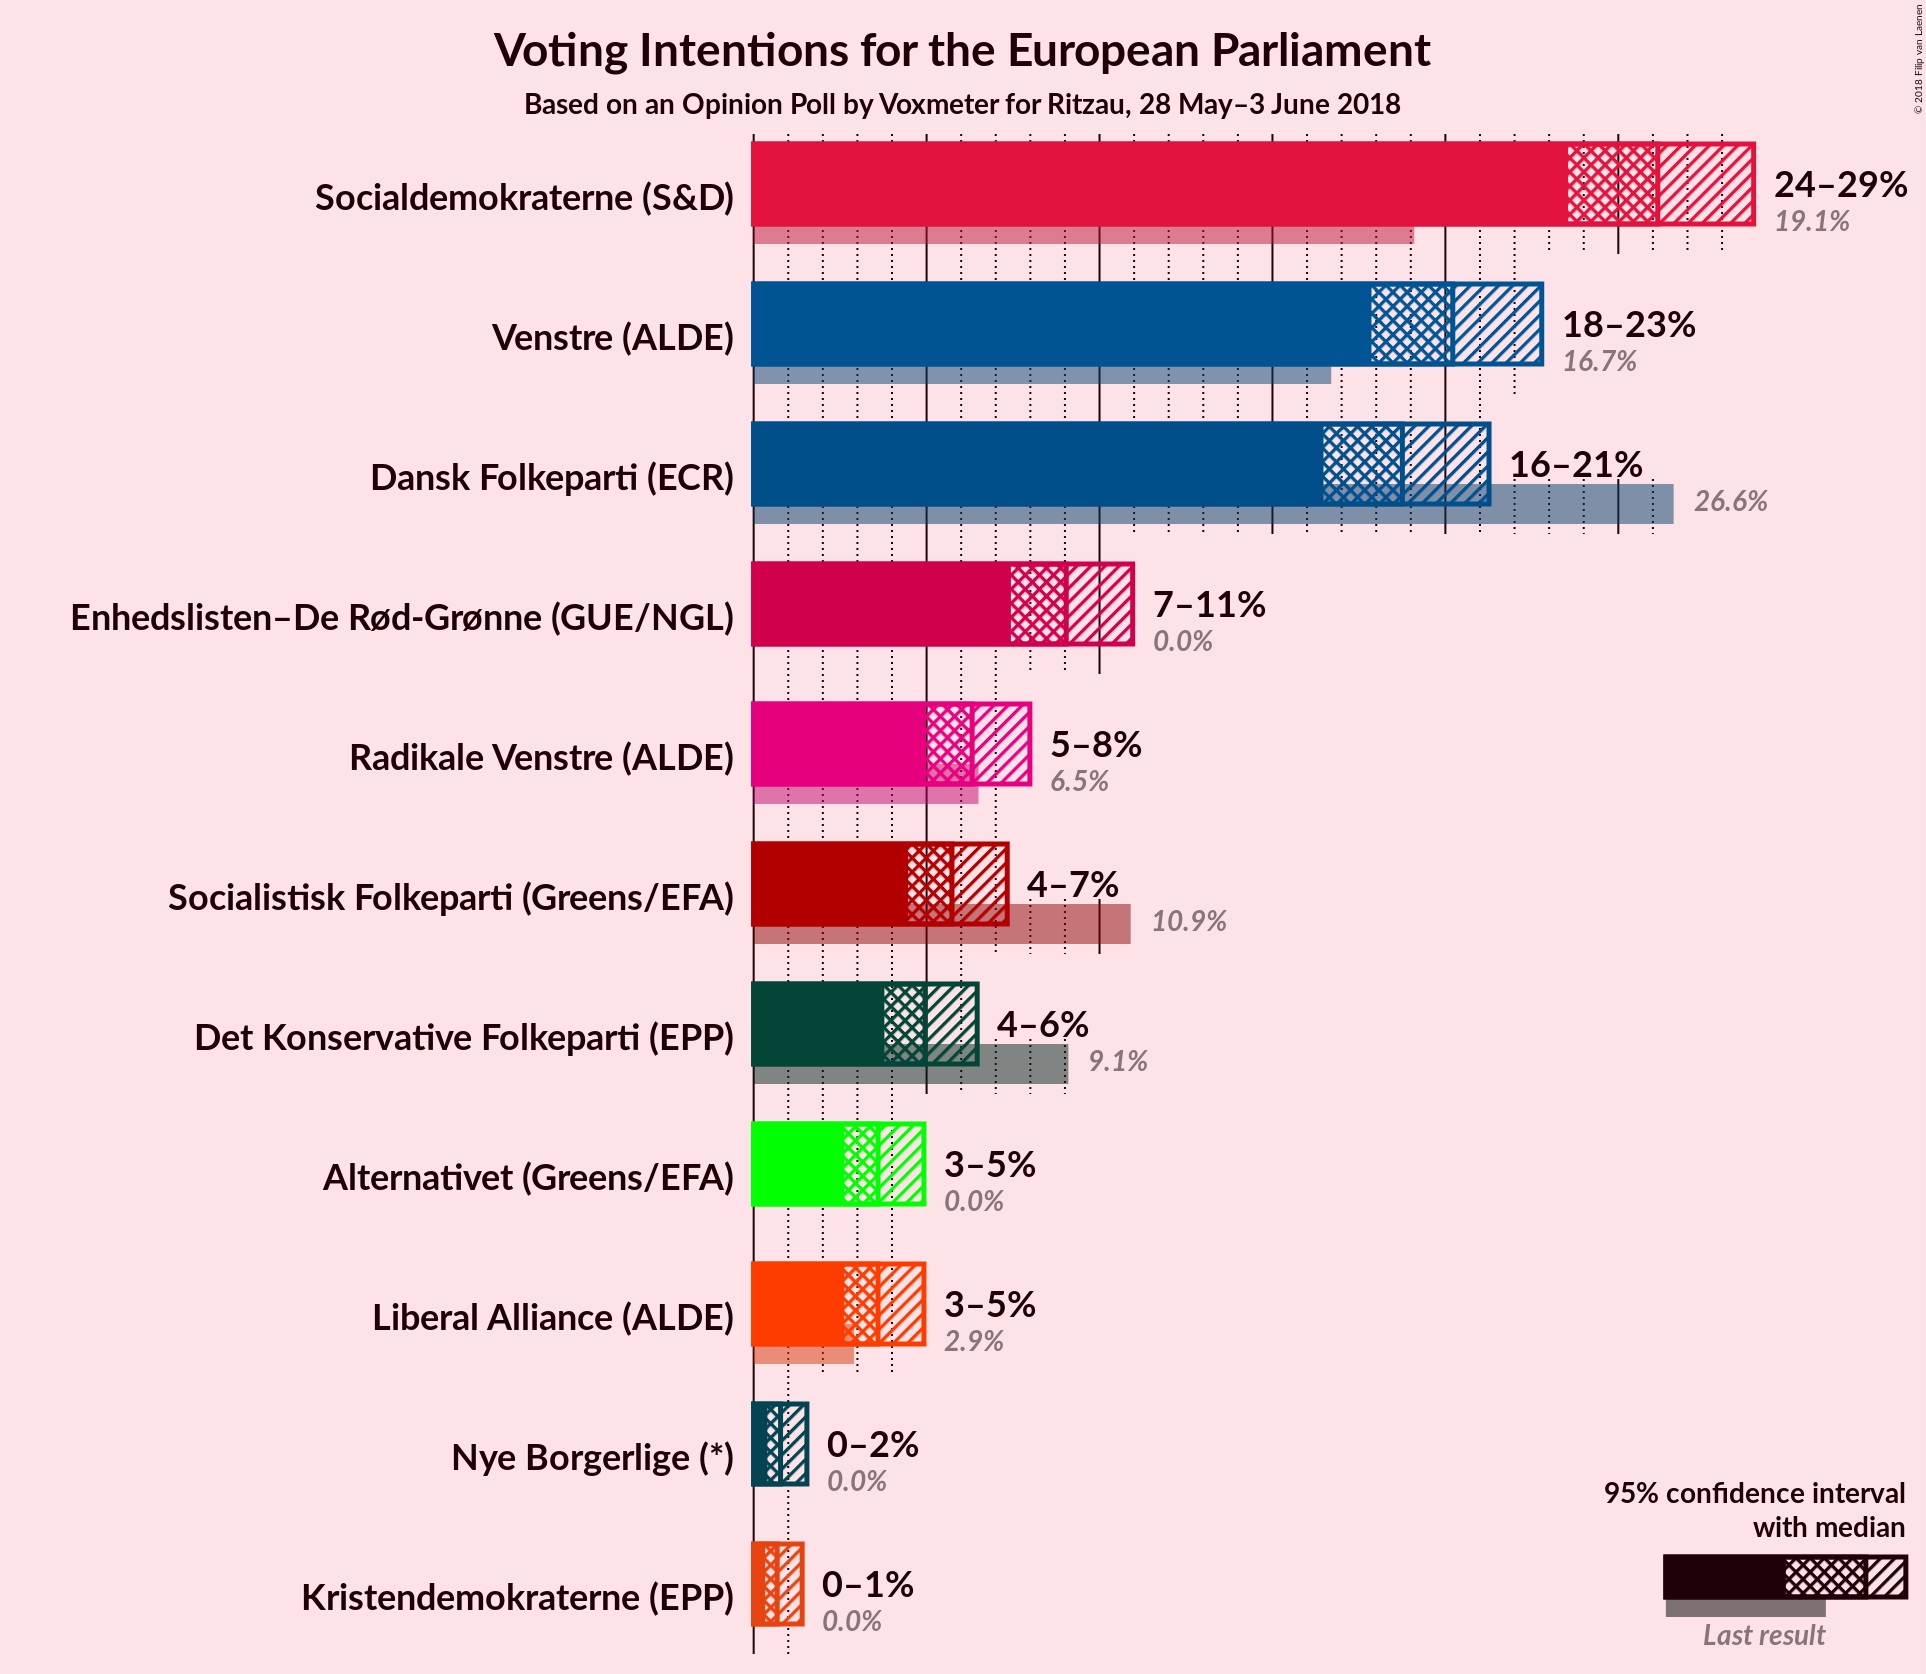 Voting Intentions for the European Parliament
Based on an Opinion Poll by Voxmeter for Ritzau, 28 May–3 June 2018
© 2018 Filip van Laenen
Socialdemokraterne (S&D)
24–29%
19.1%
Venstre (ALDE)
18–23%
16.7%
Dansk Folkeparti (ECR)
16–21%
26.6%
Enhedslisten–De Rød-Grønne (GUE/NGL)
7–11%
0.0%
Radikale Venstre (ALDE)
5–8%
6.5%
Socialistisk Folkeparti (Greens/EFA)
4–7%
10.9%
Det Konservative Folkeparti (EPP)
4–6%
9.1%
Alternativet (Greens/EFA)
3–5%
0.0%
Liberal Alliance (ALDE)
3–5%
2.9%
Nye Borgerlige (*)
0–2%
0.0%
Kristendemokraterne (EPP)
0–1%
0.0%
95% confidence interval
with median
Last result